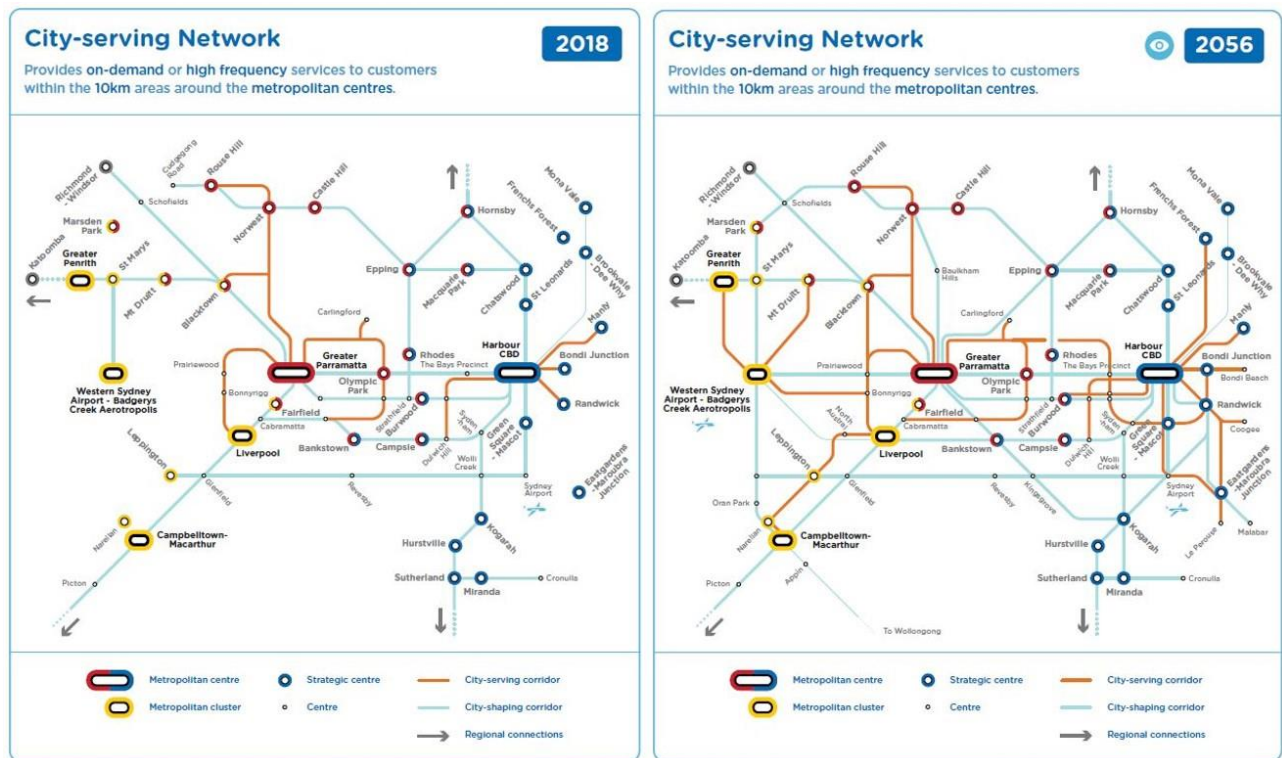 City-serving Network
2018
Provides on-demand or high frequency services to customers
within the 10km areas around the metropolitan centres.
Richmond
- Windsor
Cudgegong
Road
Rouse Hill
Castle Hill
Schofields
Norwest
Marsden
Park
Katoomba
Greater
Penrith
St Marys
Mt Druitt
Blacktown
Hornsby
Epping
Macquarie
Park
Chatswood
St Leonards
Frenchs Forest
Mona Vale
Brookvale
- Dee Why
Manly
Carlingford
Harbour
CBD
Bondi Junction
Prairiewood
Greater
Parramatta
Rhodes
The Bays Precinct
Olympic
Park
Western Sydney
Airport - Badgerys
Creek Aerotropolis
Bonnyrigg
Fairfield
Cabramatta
Strathfield
Burwood
Randwick
Liverpool
Bankstown
Campsie
Dulwich
Hill
Syden
-ham
Green
Square
- Mascot
Wolli
Creek
Leppington
Glenfield
Revesby
Sydney
Airport
Eastgardens
-Maroubra
Junction
Narellan
Campbelltown-
Macarthur
Kogarah
Hurstville
Picton
Sutherland
Miranda
Cronulla
Metropolitan centre
Strategic centre
City-serving corridor
Metropolitan cluster
Centre
City-shaping corridor
Regional connections
City-serving Network
2056
Provides on-demand or high frequency services to customers
within the 10km areas around the metropolitan centres.
Richmond
- Windsor
Rouse Hill
Castle Hill
Schofields
Norwest
Marsden
Park
Katoomba
Greater
Penrith
St Marys
Mt Druitt
Blacktown
Baulkham
Hills
Hornsby
Epping
Macquarie
Park
Chatswood
St Leonards
Frenchs Forest
Mona Vale
Brookvale
- Dee Why
Manly
Carlingford
Harbour
CBD
Bondi Junction
Bondi Beach
Prairiewood
Greater
Parramatta
Rhodes
The Bays Precinct
Olympic
Park
Western Sydney
Airport - Badgerys
Creek Aerotropolis
Bonnyrigg
Fairfield
Cabramatta
Strathfield
Burwood
Randwick
Coogee
North
Liverpool
Bankstown
Campsie
Dulwich
Hill
Syden
-ham
Green
Square
- Mascot
Wolli
Creek
Leppington
Glenfield
Revesby
Kingsgrove
Sydney
Airport
Eastgardens
-Maroubra
Junction
Oran Park
Narellan
Campbelltown-
Macarthur
Le Perouse
Malabar
Kogarah
Hurstville
Picton
Appin
Sutherland
Miranda
Cronulla
To Wollongong
Metropolitan centre
Strategic centre
City-serving corridor
Metropolitan cluster
Centre
City-shaping corridor
Regional connections